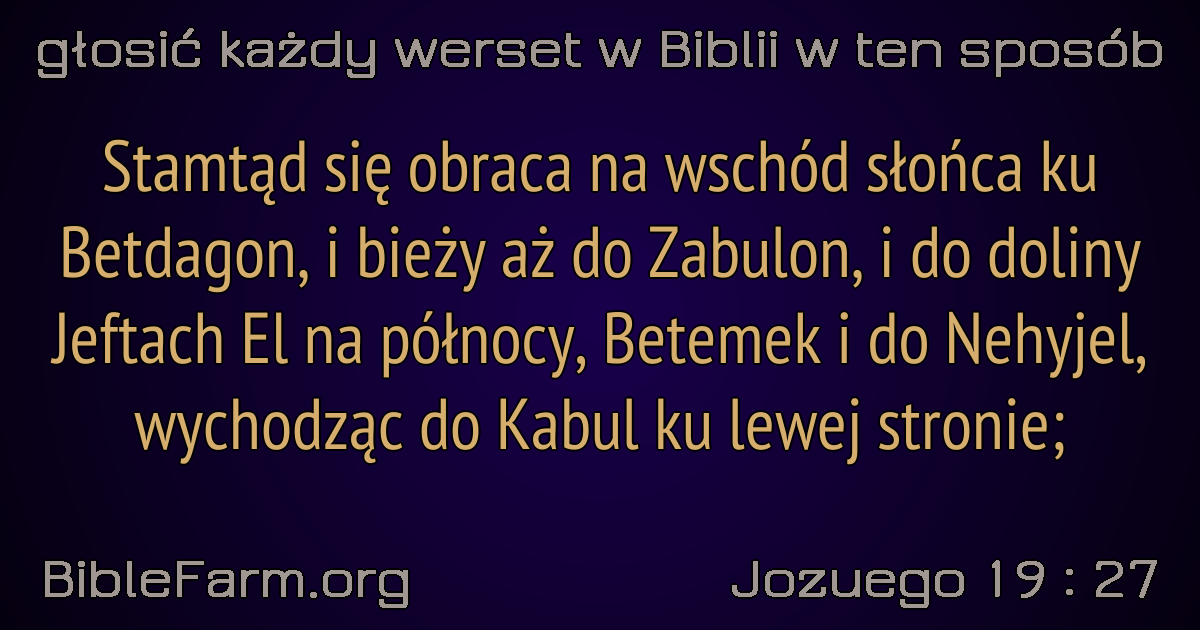 głosić każdy werset w Biblii w ten sposób
Stamtąd się obraca na wschód słońca ku
Betdagon, i bieży aż do Zabulon, i do doliny
Jeftach El na północy, Betemek i do Nehyjel,
wychodząc do Kabul ku lewej stronie;
BibleFarm.org
Jozuego 19 : 27